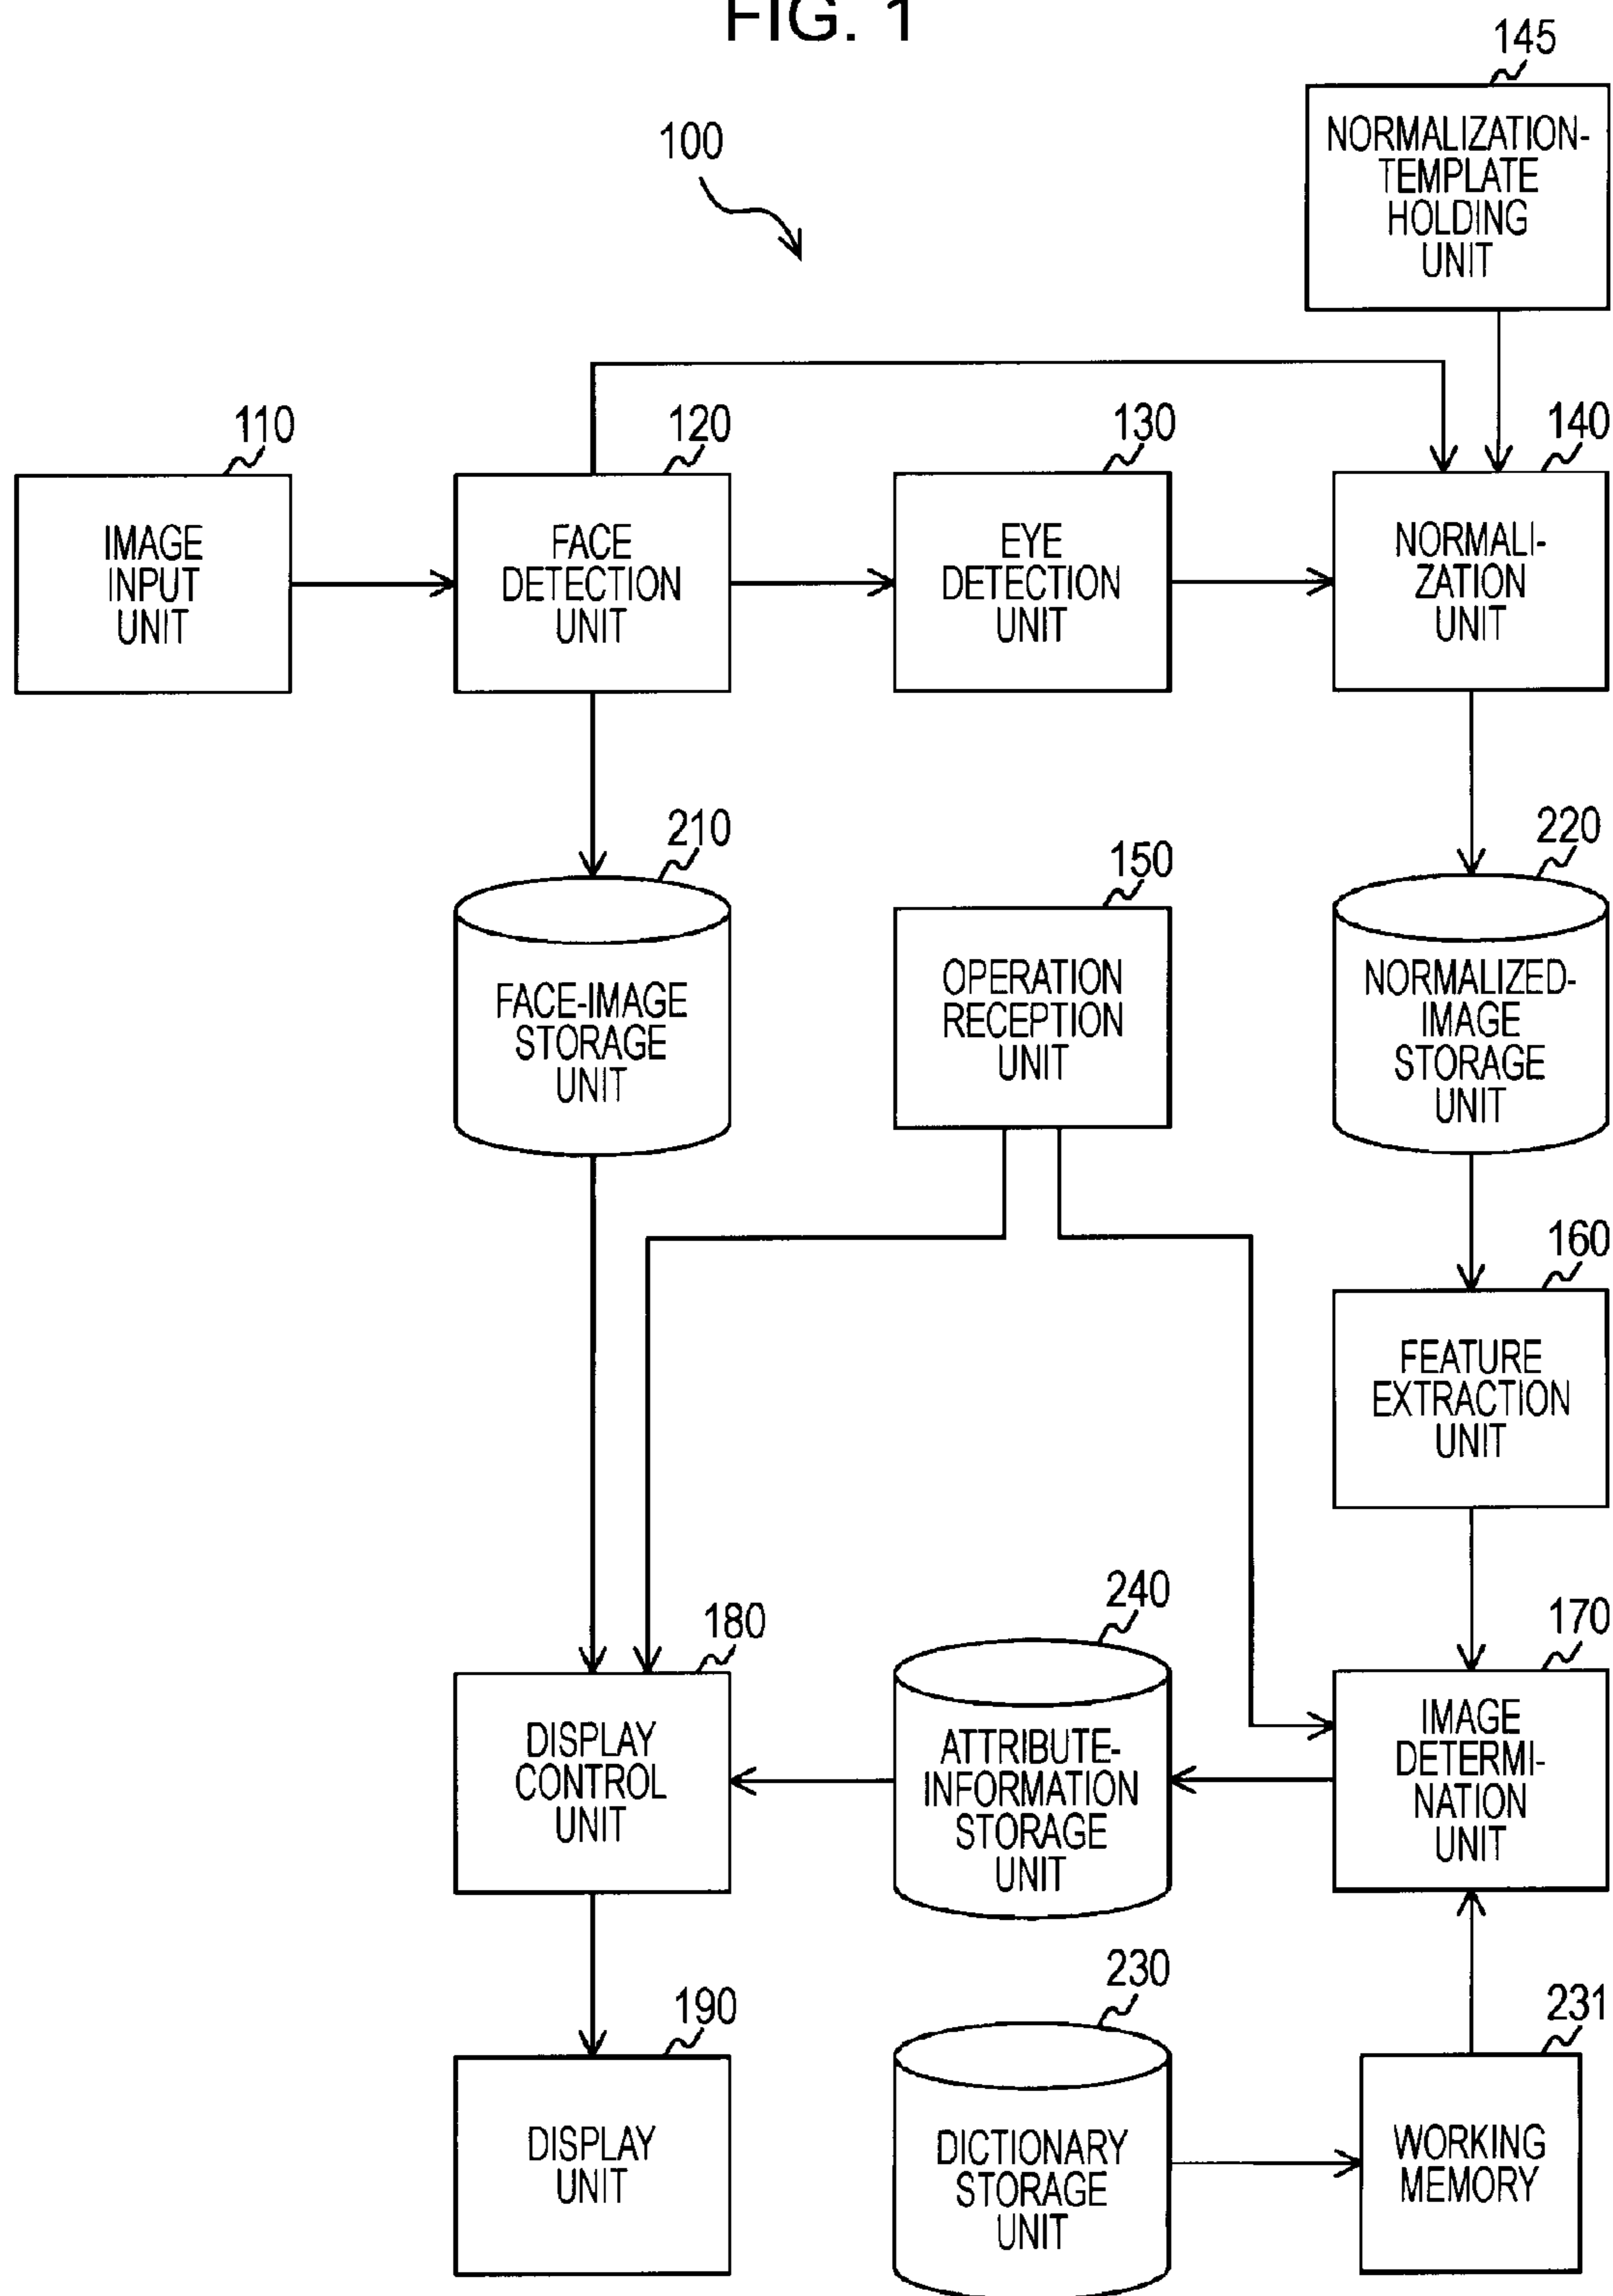 FIG. 1
145
NORMALIZATION-
TEMPLATE
HOLDING
UNIT
100
110
IMAGE
INPUT
UNIT
120
FACE
DETECTION
UNIT
130
EYE
DETECTION
UNIT
140
NORMALI-
ZATION
UNIT
210
FACE-IMAGE
STORAGE
UNIT
150
OPERATION
RECEPTION
UNIT
220
NORMALIZED-
IMAGE
STORAGE
UNIT
160
FEATURE
EXTRACTION
UNIT
180
DISPLAY
CONTROL
UNIT
240
ATTRIBUTE-
INFORMATION
STORAGE
UNIT
170
IMAGE
DETERMI-
NATION
UNIT
190
DISPLAY
UNIT
230
DICTIONARY
STORAGE
UNIT
231
WORKING
MEMORY